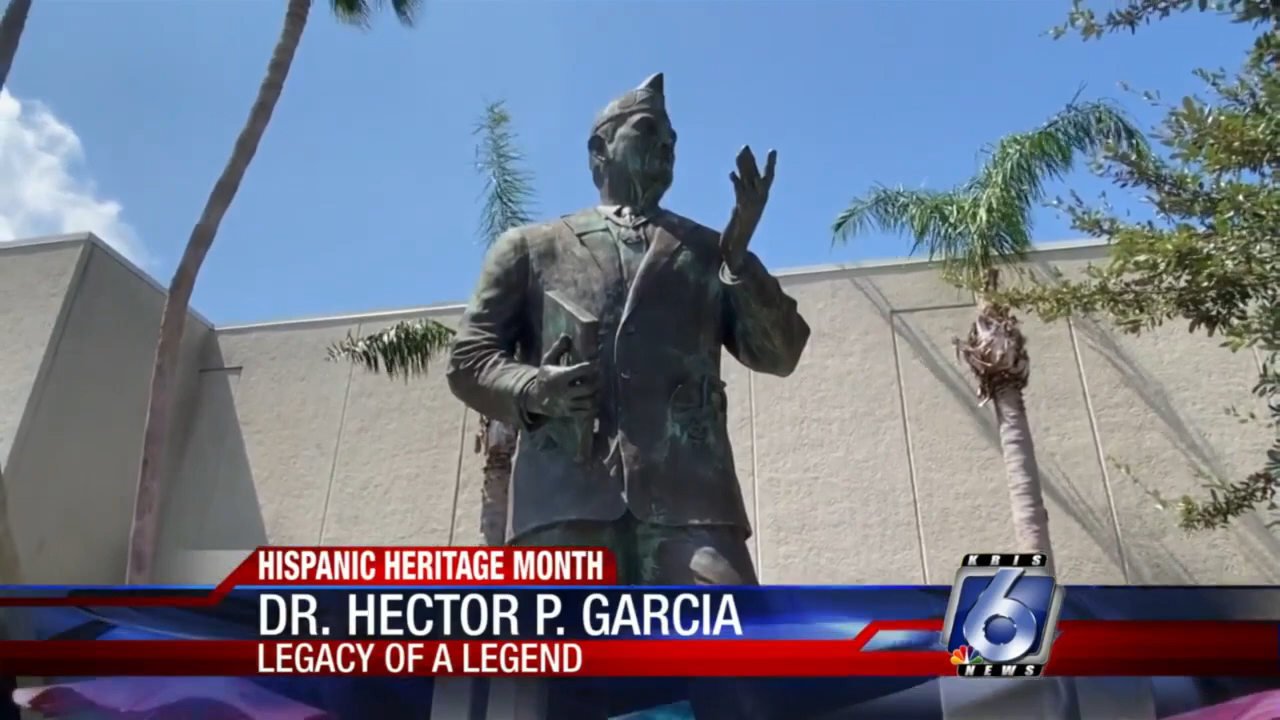 HISPANIC HERITAGE MONTH
DR. HECTOR P. GARCIA
LEGACY OF A LEGEND
KRIS
6
NEWS